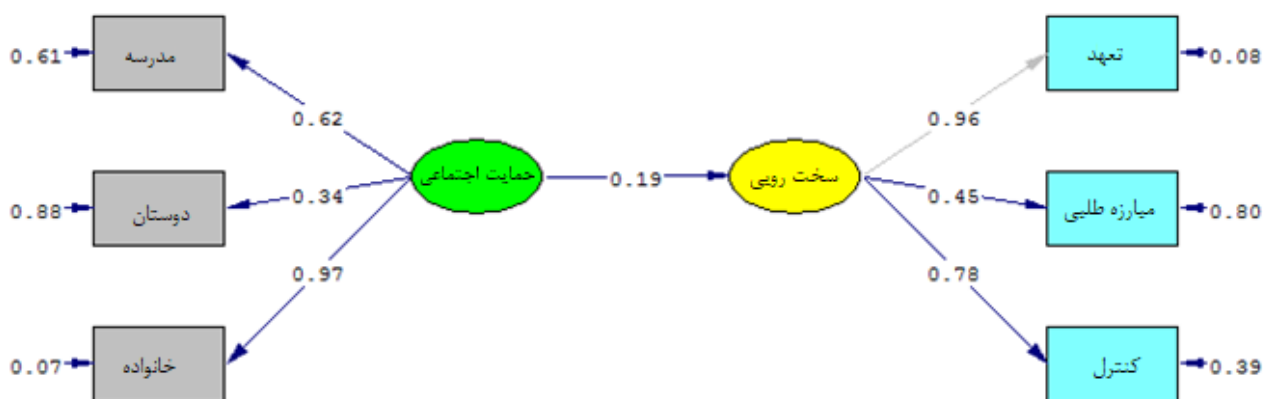 0.61
مدرسه
تعهد
0.08
0.62
0.96
حمایت اجتماعی
0.19
سخت رویی
0.88
دوستان
0.34
0.45
مبارزه طلبی
0.80
0.97
0.78
0.07
خانواده
کنترل
0.39